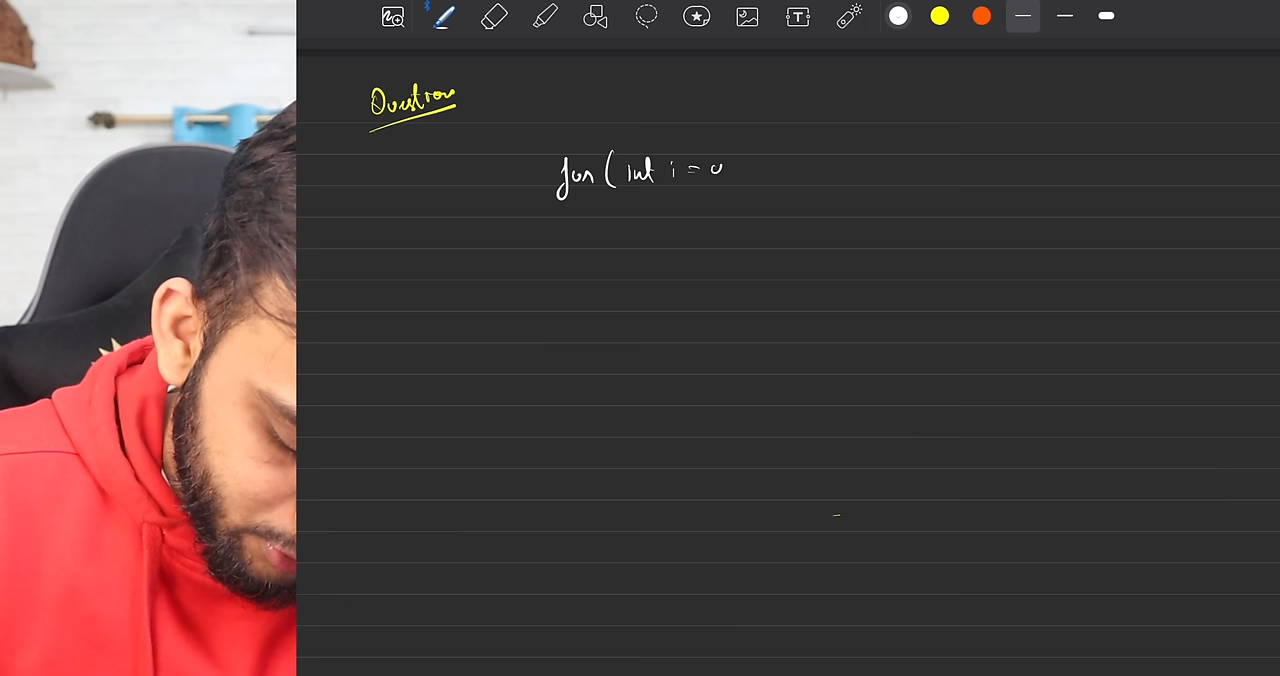 Question
for ( int i = 0